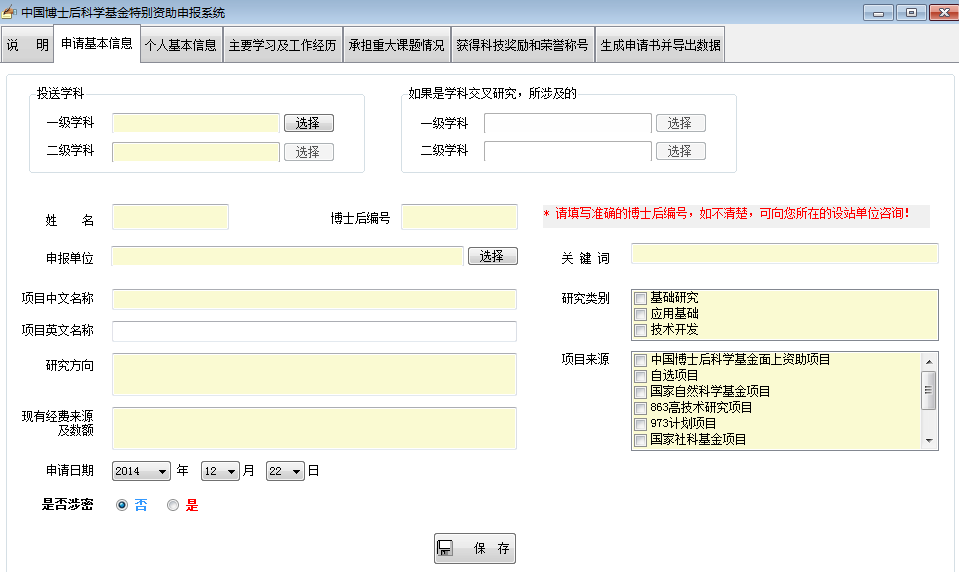 中国博士后科学基金特别资助申报系统
说 明 申请基本信息 个人基本信息 主要学习及工作经历 承担重大课题情况 获得科技奖励和荣誉称号 生成申请书并导出数据
投送学科 如果是学科交叉研究，所涉及的
一级学科 选择 一级学科 选择
二级学科 选择 二级学科 选择
姓 名 博士后编号 * 请填写准确的博士后编号，如不清楚，可向您所在的设站单位咨询！
申报单位 选择 关 键 词
项目中文名称 研究类别 基础研究
应用基础
项目英文名称 技术开发
研究方向 项目来源 中国博士后科学基金面上资助项目
自选项目
国家自然科学基金项目
863高技术研究项目
现有经费来源 973计划项目
及数额 国家社科基金项目
申请日期 2014 年 12 月 22 日
是否涉密 否 是
保 存